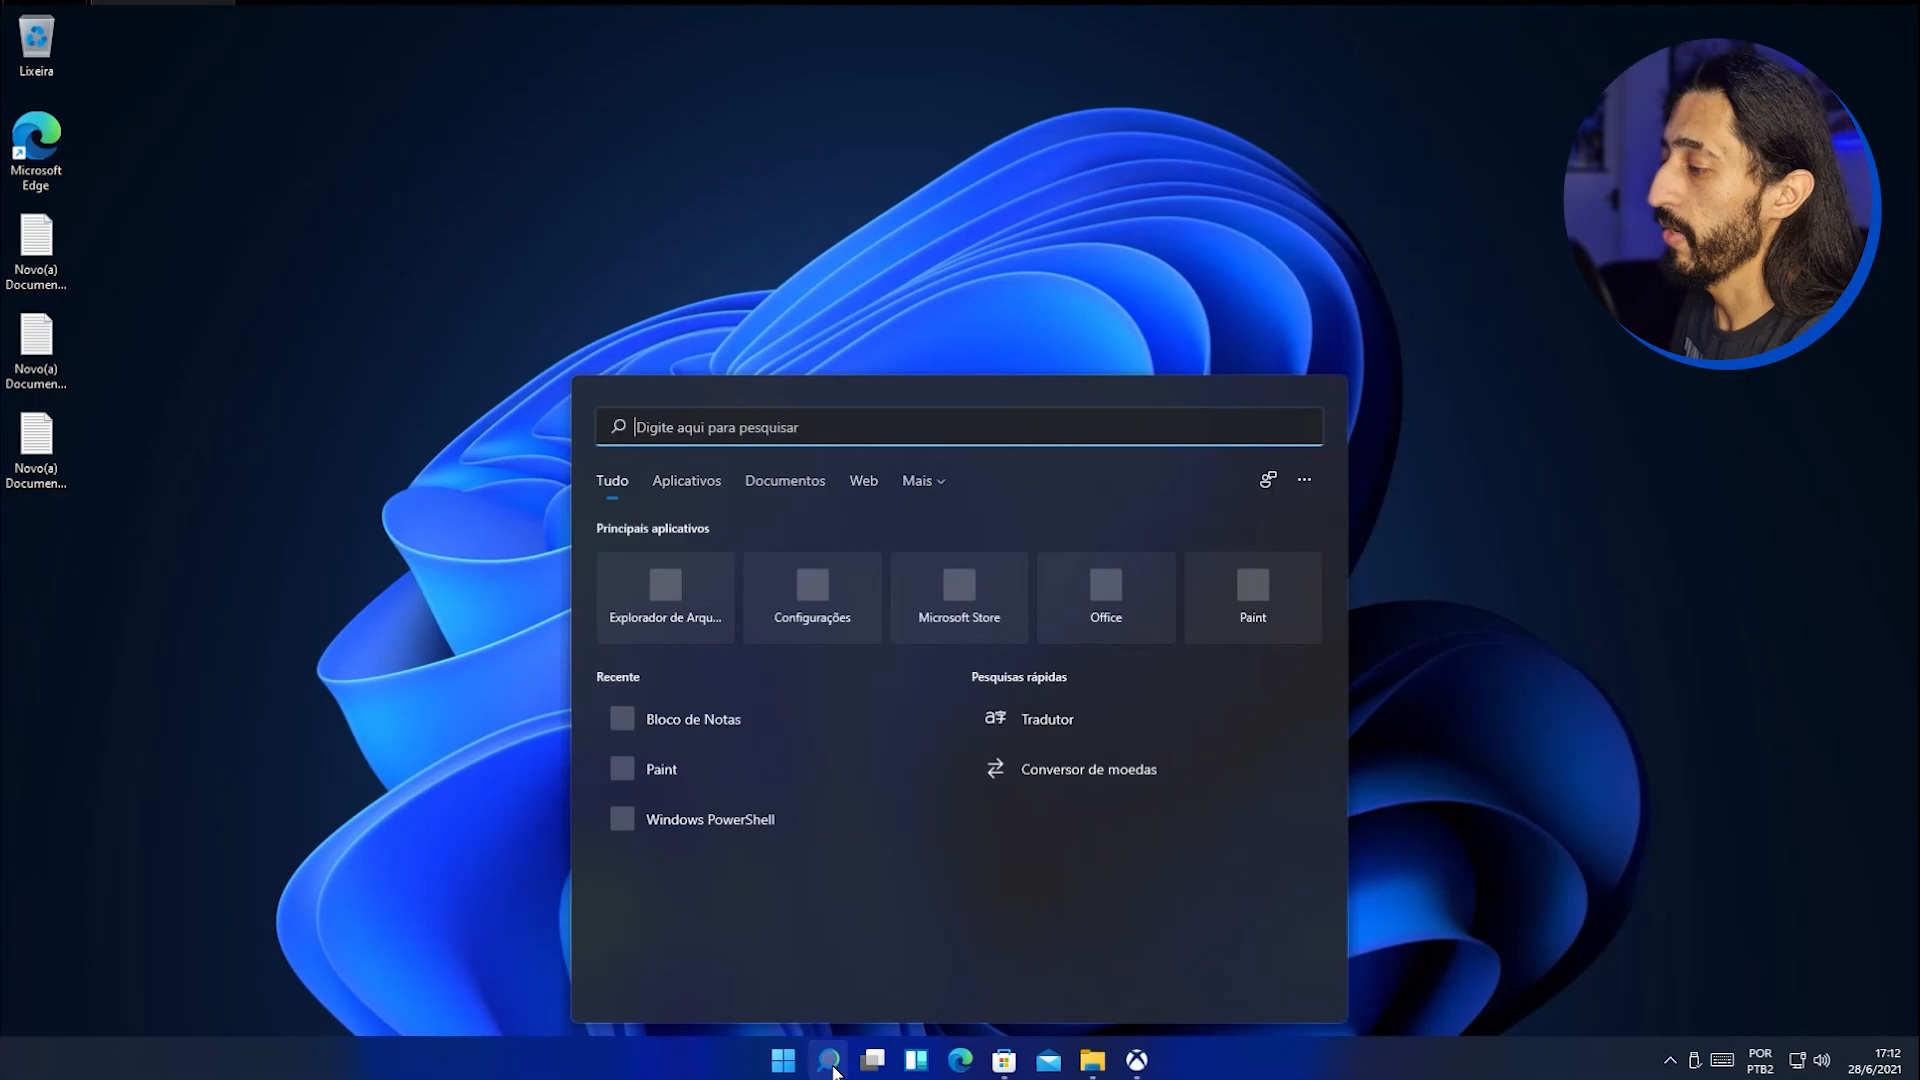 Lixeira
Microsoft
Edge
Novo(a)
Documen...
Novo(a)
Documen...
Novo(a)
Documen...
Digite aqui para pesquisar
Tudo Aplicativos Documentos Web Mais
Principais aplicativos
Explorador de Arqu... Configurações Microsoft Store Office Paint
Recente
Bloco de Notas
Paint
Windows PowerShell
Pesquisas rápidas
Tradutor
Conversor de moedas
POR
PTB2
17:12
28/6/2021